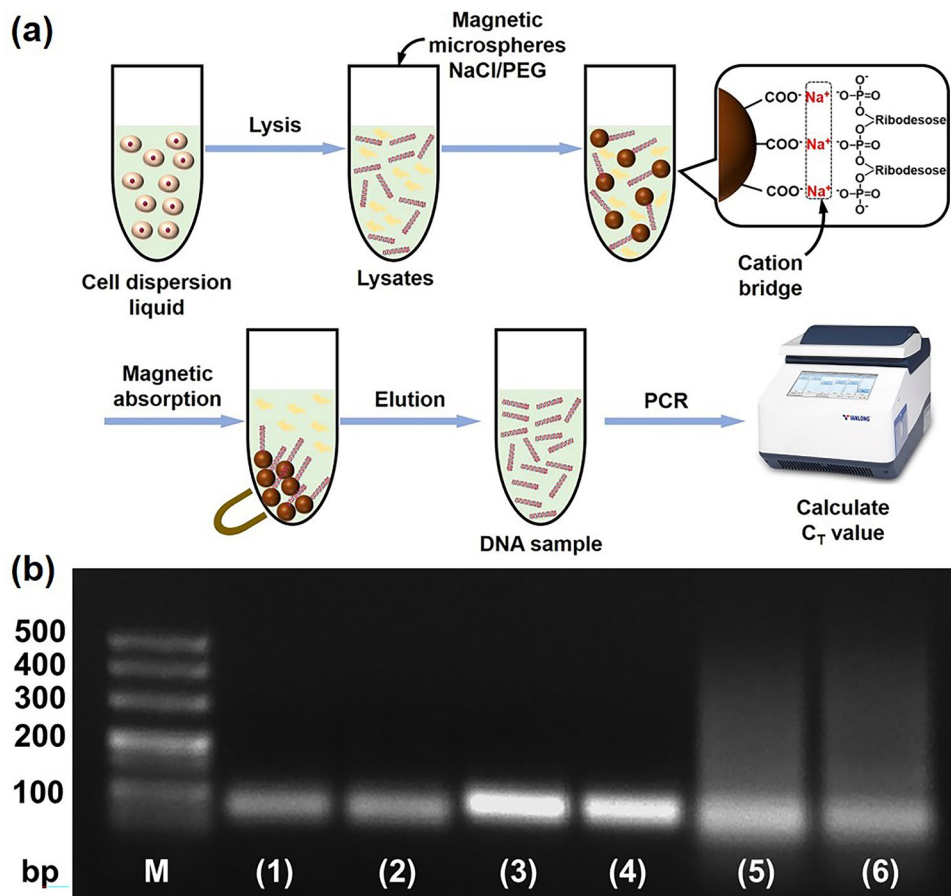 (a)
Magnetic
microspheres
NaCl/PEG
Lysis
Cell dispersion
liquid
Lysates
COO⁻ Na⁺ ⁻O-P=O
COO⁻ Na⁺ ⁻O-P=O
COO⁻ Na⁺ ⁻O-P=O
O⁻
O
Ribodesose
O
O
Ribodesose
O
O⁻
Cation
bridge
Magnetic
absorption
Elution
PCR
DNA sample
TIANLONG
Calculate
C_T value
(b)
500
400
300
200
100
bp M (1) (2) (3) (4) (5) (6)